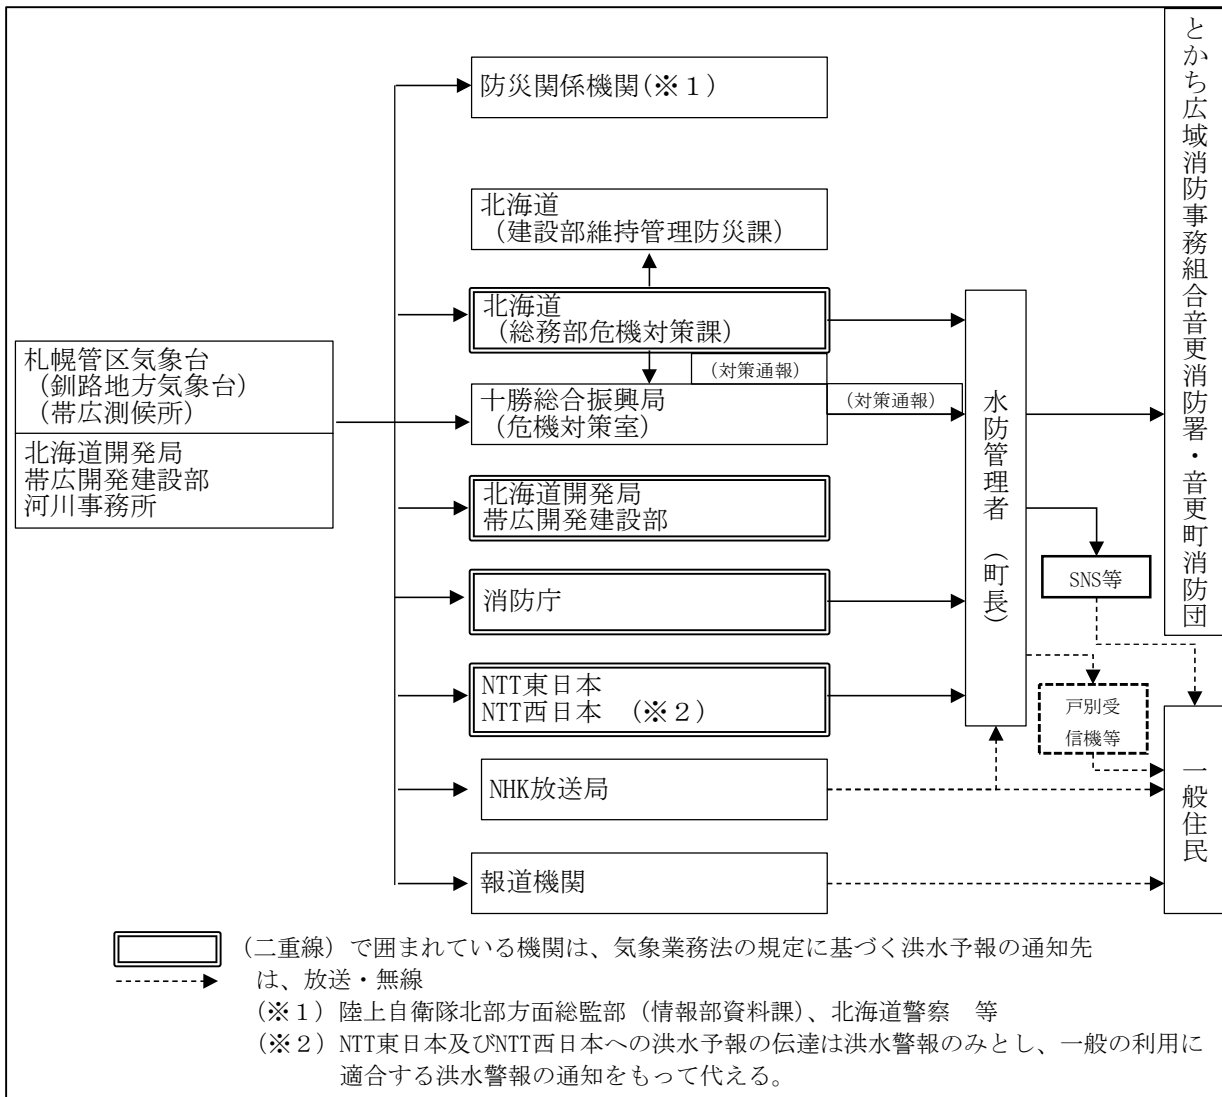 防災関係機関(※１)
北海道
（建設部維持管理防災課）
北海道
（総務部危機対策課）
(対策通報)
札幌管区気象台
（釧路地方気象台）
（帯広測候所）
北海道開発局
帯広開発建設部
河川事務所
十勝総合振興局
（危機対策室）
(対策通報)
北海道開発局
帯広開発建設部
消防庁
NTT東日本
NTT西日本　（※２）
NHK放送局
報道機関
水防管理者　（町長）
SNS等
戸別受
信機等
とかち広域消防事務組合音更消防署・音更町消防団
一般住民
（二重線）で囲まれている機関は、気象業務法の規定に基づく洪水予報の通知先
は、放送・無線
（※１）陸上自衛隊北部方面総監部（情報部資料課）、北海道警察　等
（※２）NTT東日本及びNTT西日本への洪水予報の伝達は洪水警報のみとし、一般の利用に
適合する洪水警報の通知をもって代える。